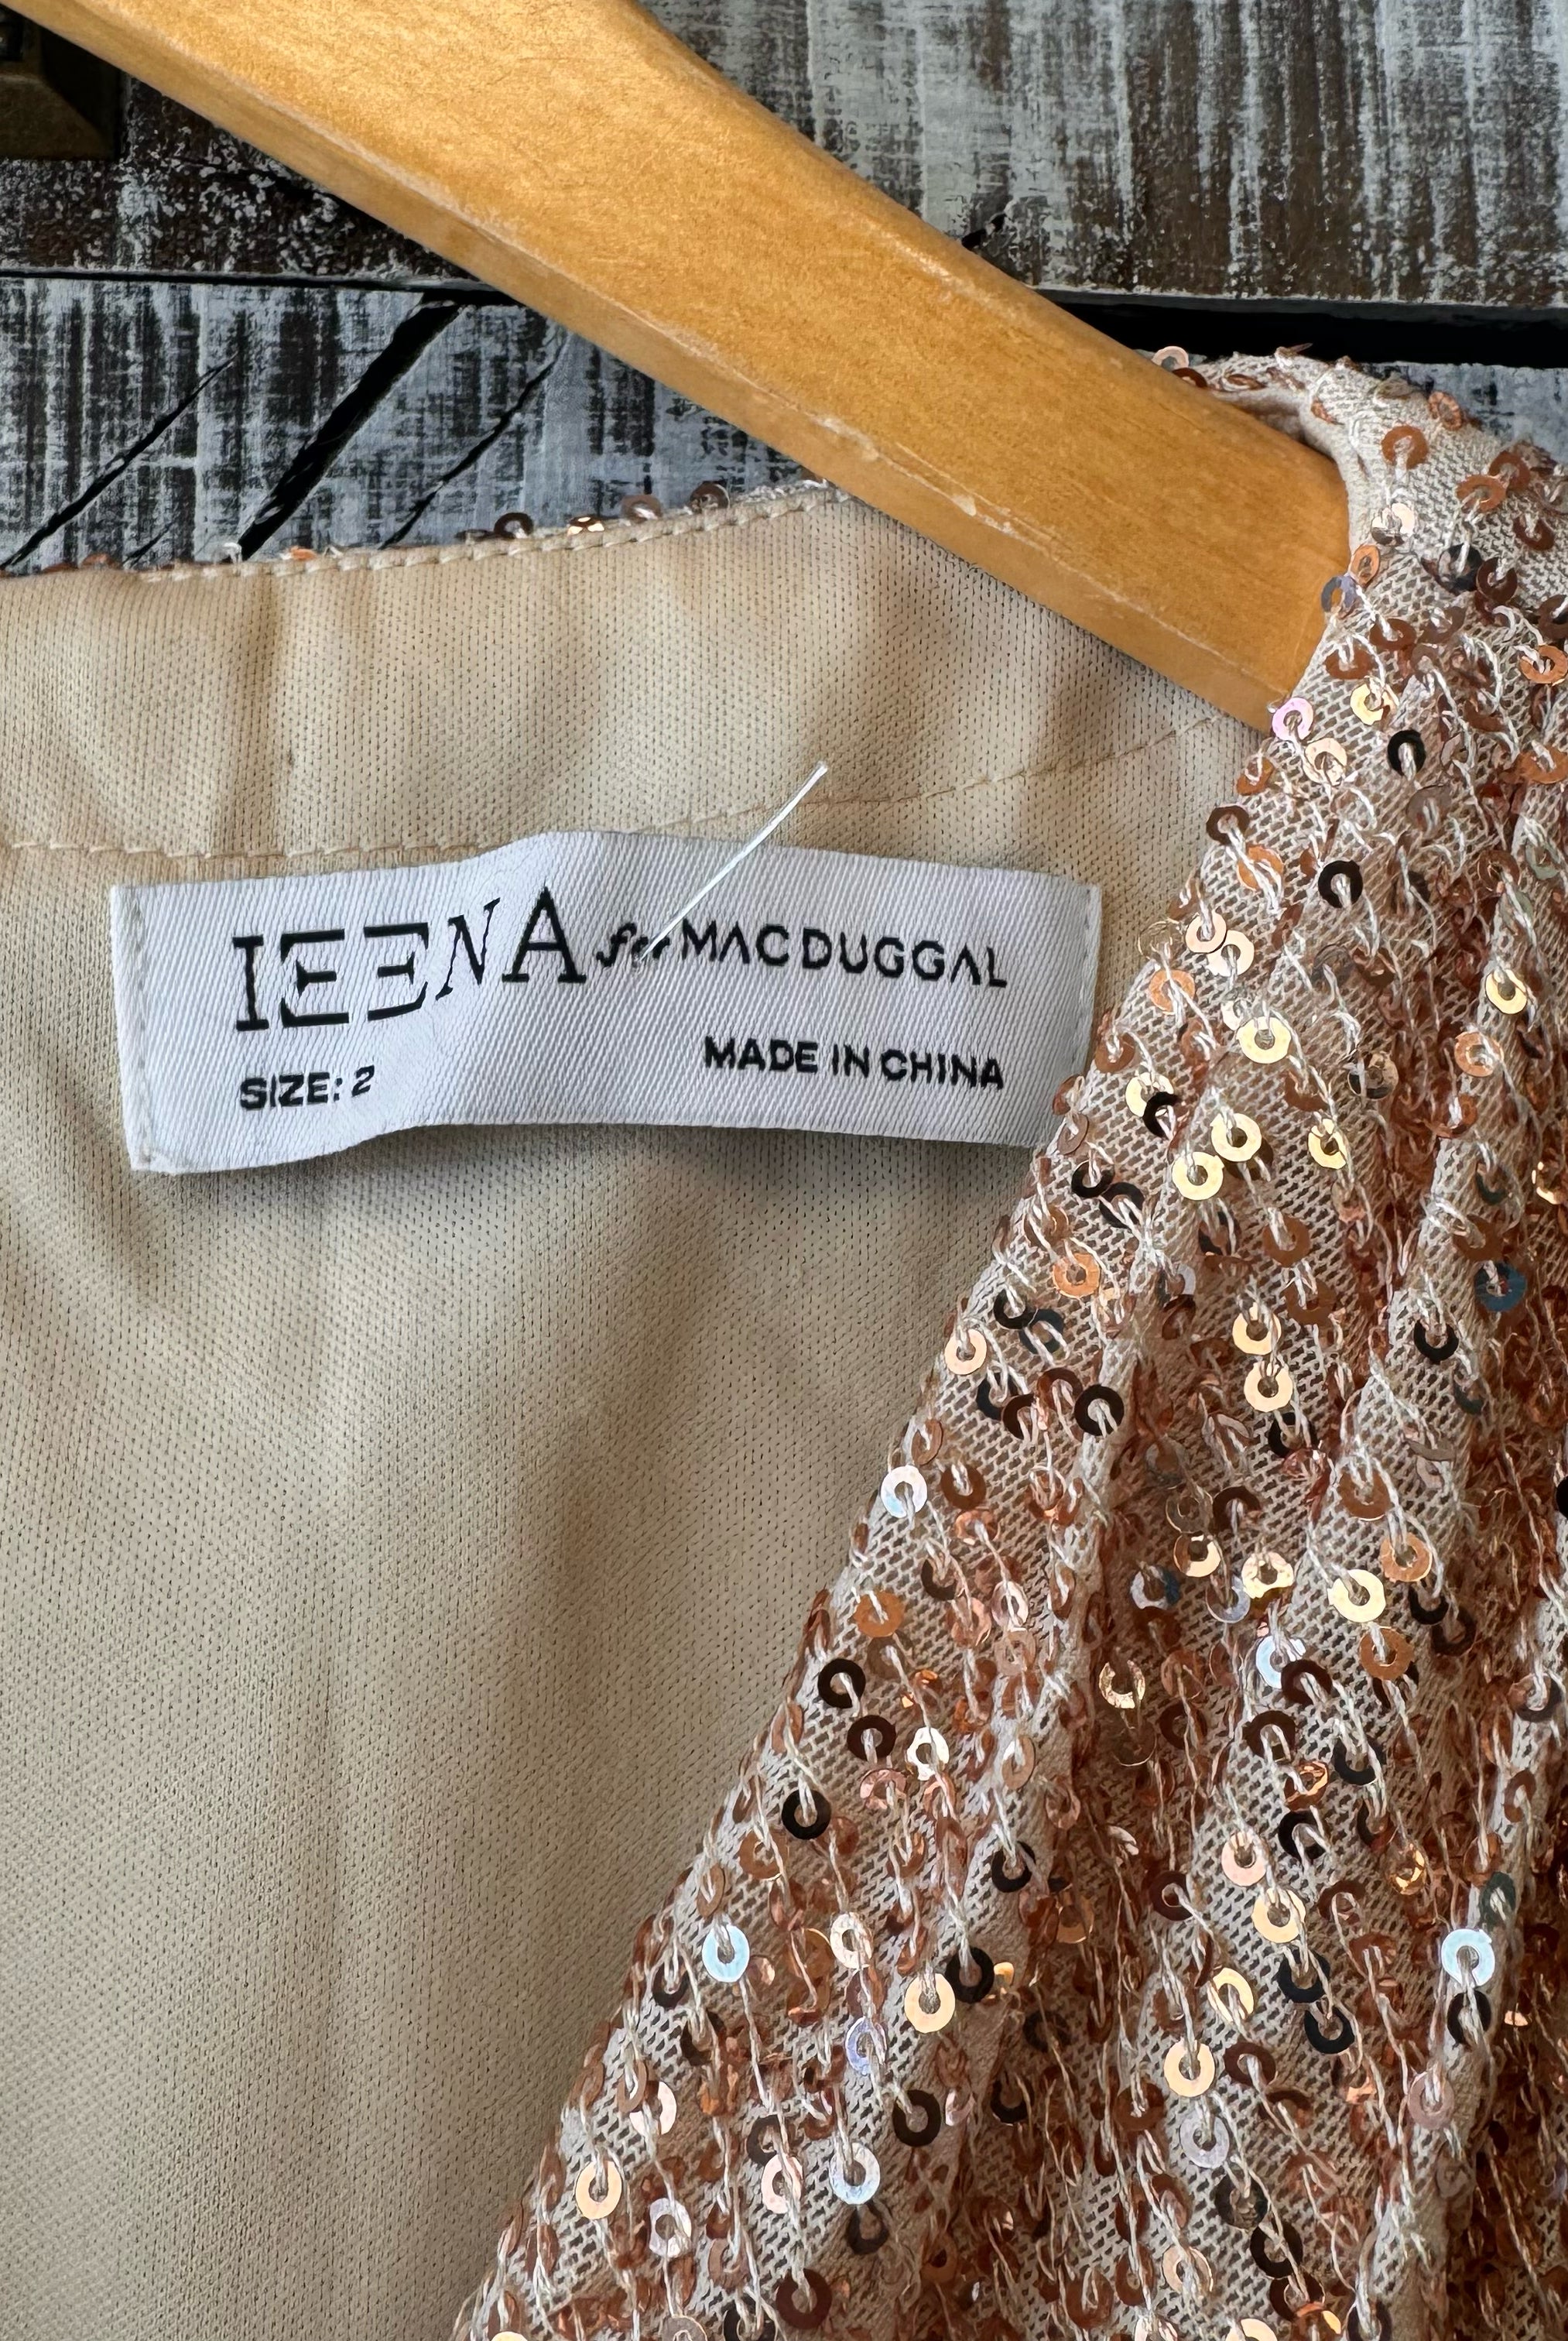 IEENA for MAC DUGGAL
SIZE: 2
MADE IN CHINA